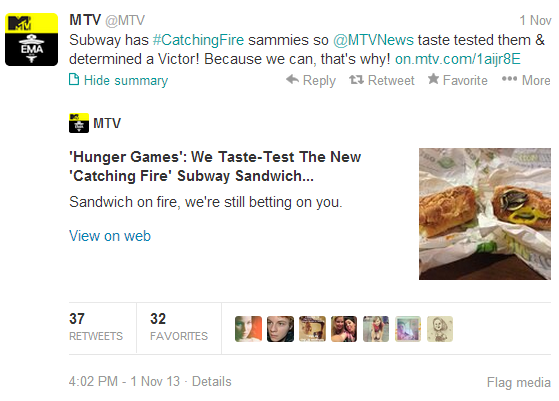 MTV @MTV 1 Nov
Subway has #CatchingFire sammies so @MTVNews taste tested them &
determined a Victor! Because we can, that's why! on.mtv.com/1aijr8E
Hide summary Reply Retweet Favorite More
MTV
'Hunger Games': We Taste-Test The New
'Catching Fire' Subway Sandwich...
Sandwich on fire, we're still betting on you.
View on web
37 32
RETWEETS FAVORITES
4:02 PM - 1 Nov 13 · Details Flag media
EMA